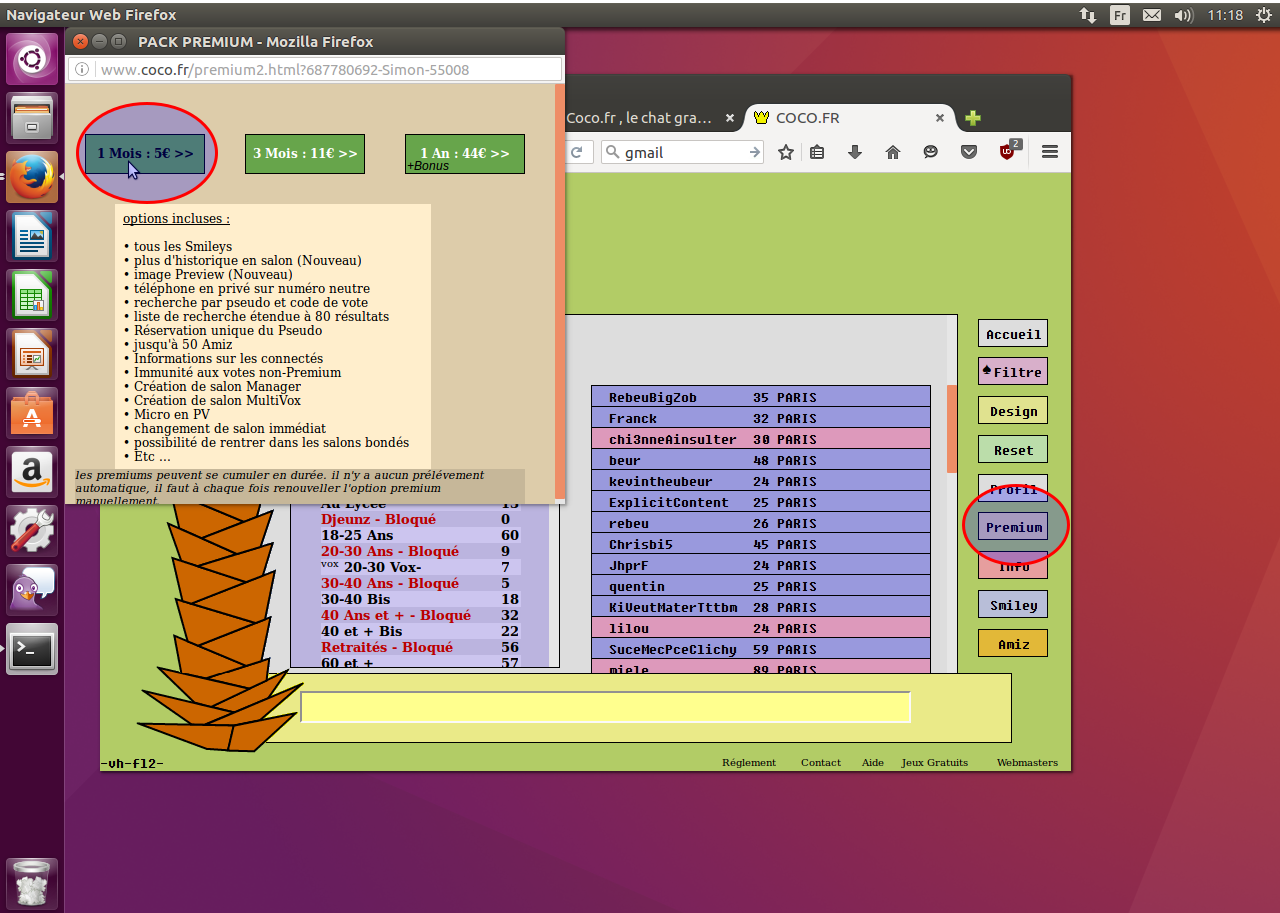 Navigateur Web Firefox
Fr
11:18
PACK PREMIUM - Mozilla Firefox
www.coco.fr/premium2.html?687780692-Simon-55008
1 Mois : 5€ >>
3 Mois : 11€ >>
1 An : 44€ >>
+Bonus
options incluses :
• tous les Smileys
• plus d'historique en salon (Nouveau)
• image Preview (Nouveau)
• téléphone en privé sur numéro neutre
• recherche par pseudo et code de vote
• liste de recherche étendue à 80 résultats
• Réservation unique du Pseudo
• jusqu'à 50 Amiz
• Informations sur les connectés
• Immunité aux votes non-Premium
• Création de salon Manager
• Création de salon MultiVox
• Micro en PV
• changement de salon immédiat
• possibilité de rentrer dans les salons bondés
• Etc ...
les premiums peuvent se cumuler en durée. il n'y a aucun prélévement
automatique, il faut à chaque fois renouveller l'option premium
manuellement
Coco.fr , le chat gra...
COCO.FR
gmail
2
Accueil
♠Filtre
Design
Reset
Profil
Premium
Info
Smiley
Amiz
RebeuBigZob 35 PARIS
Franck 32 PARIS
chi3nneAinsulter 30 PARIS
beur 48 PARIS
kevintheubeur 24 PARIS
ExplicitContent 25 PARIS
rebeu 26 PARIS
Chrisbi5 45 PARIS
JhprF 24 PARIS
quentin 25 PARIS
KiVeutMaterTttbm 28 PARIS
lilou 24 PARIS
SuceMecPceClichy 59 PARIS
miele 89 PARIS
Au Lycée 13
Djeunz - Bloqué 0
18-25 Ans 60
20-30 Ans - Bloqué 9
vox 20-30 Vox- 7
30-40 Ans - Bloqué 5
30-40 Bis 18
40 Ans et + - Bloqué 32
40 et + Bis 22
Retraités - Bloqué 56
60 et + 57
-vh-fl2-
Réglement Contact Aide Jeux Gratuits Webmasters